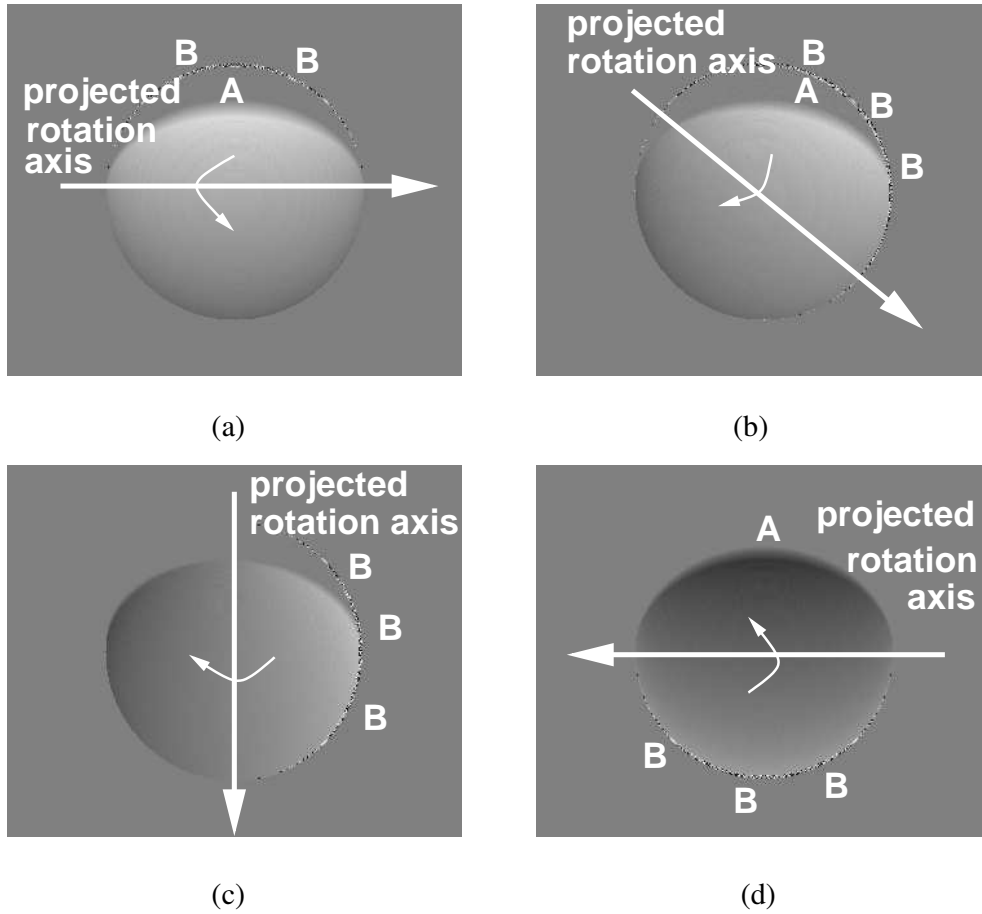 B
B
A
projected
rotation
axis
(a)
projected
rotation axis
B
A
B
B
(b)
projected
rotation axis
B
B
B
(c)
A
projected
rotation
axis
B
B
B
(d)